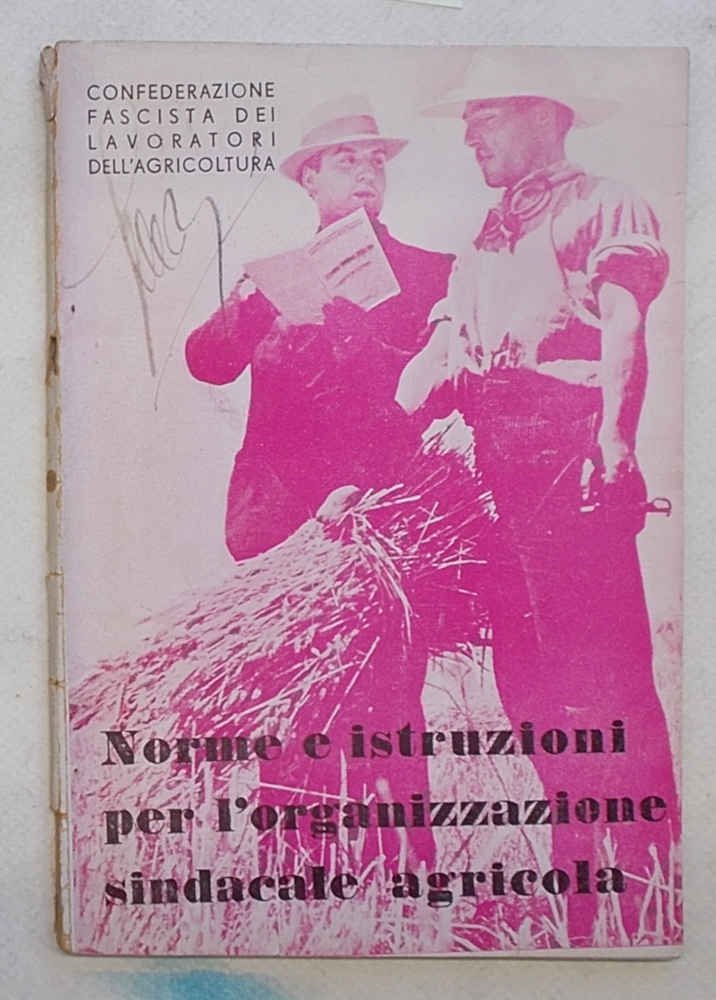 CONFEDERAZIONE
FASCISTA DEI
LAVORATORI
DELL'AGRICOLTURA
Norme e istruzioni
per l'organizzazione
sindacale agricola